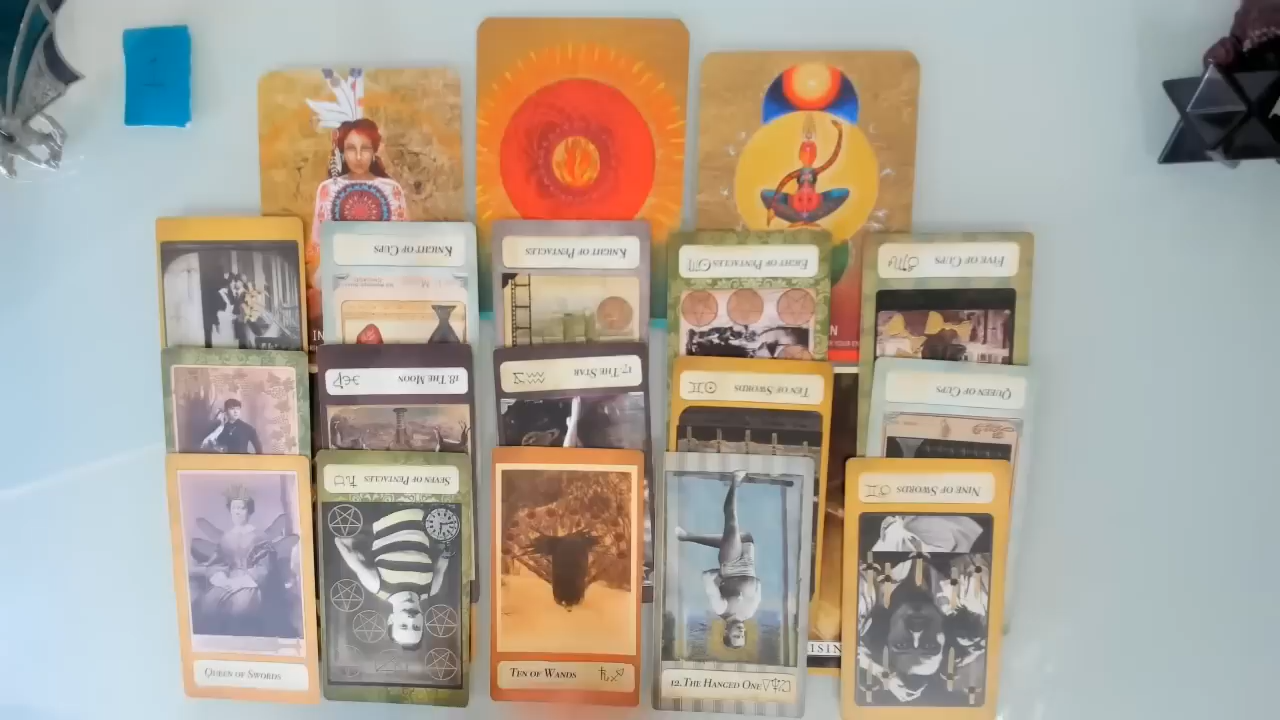 KNIGHT OF CUPS
KNIGHT OF PENTACLES
EIGHT OF PENTACLES
FIVE OF CUPS
IN
N
18. THE MOON
17. THE STAR
TEN OF SWORDS
QUEEN OF CUPS
SEVEN OF PENTACLES
NINE OF SWORDS
ISIN
QUEEN OF SWORDS
TEN OF WANDS
12. THE HANGED ONE